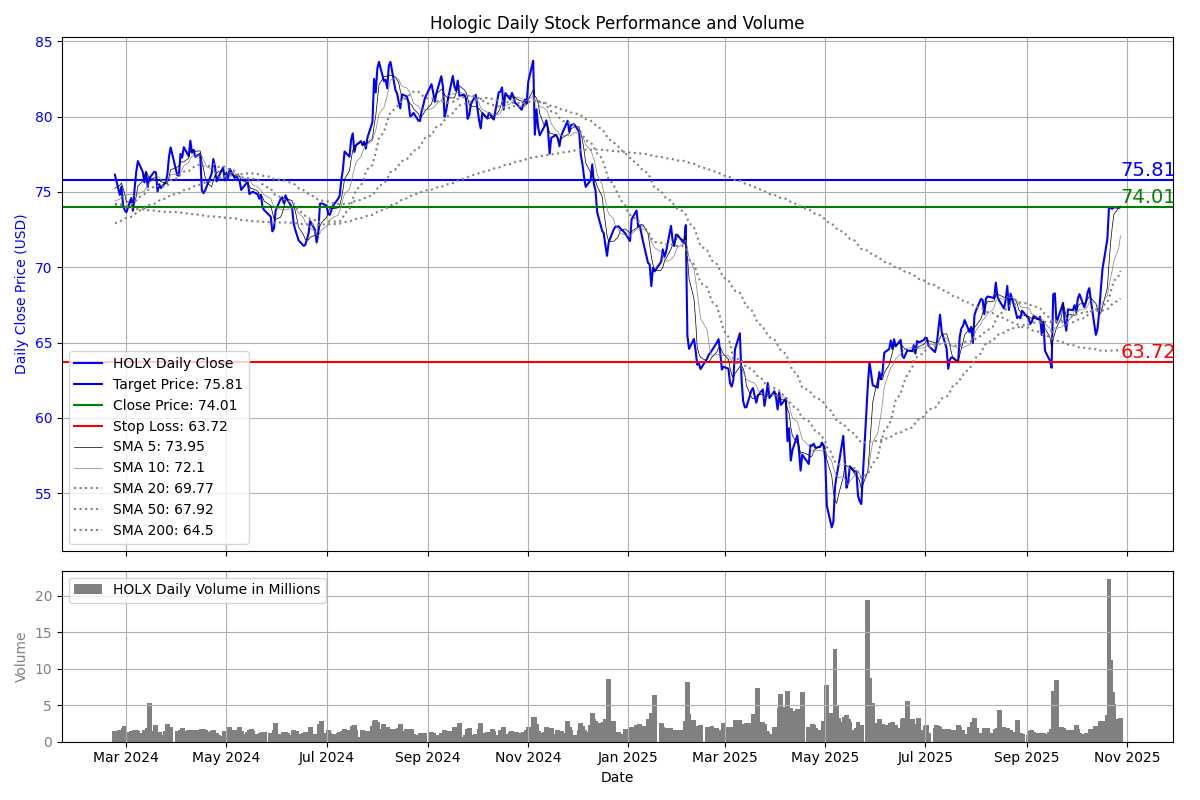 Hologic Daily Stock Performance and Volume
85
80
75
70
65
60
55
Daily Close Price (USD)
75.81
74.01
63.72
HOLX Daily Close
Target Price: 75.81
Close Price: 74.01
Stop Loss: 63.72
SMA 5: 73.95
SMA 10: 72.1
SMA 20: 69.77
SMA 50: 67.92
SMA 200: 64.5
HOLX Daily Volume in Millions
20
15
10
5
0
Volume
Mar 2024 May 2024 Jul 2024 Sep 2024 Nov 2024 Jan 2025 Mar 2025 May 2025 Jul 2025 Sep 2025 Nov 2025
Date